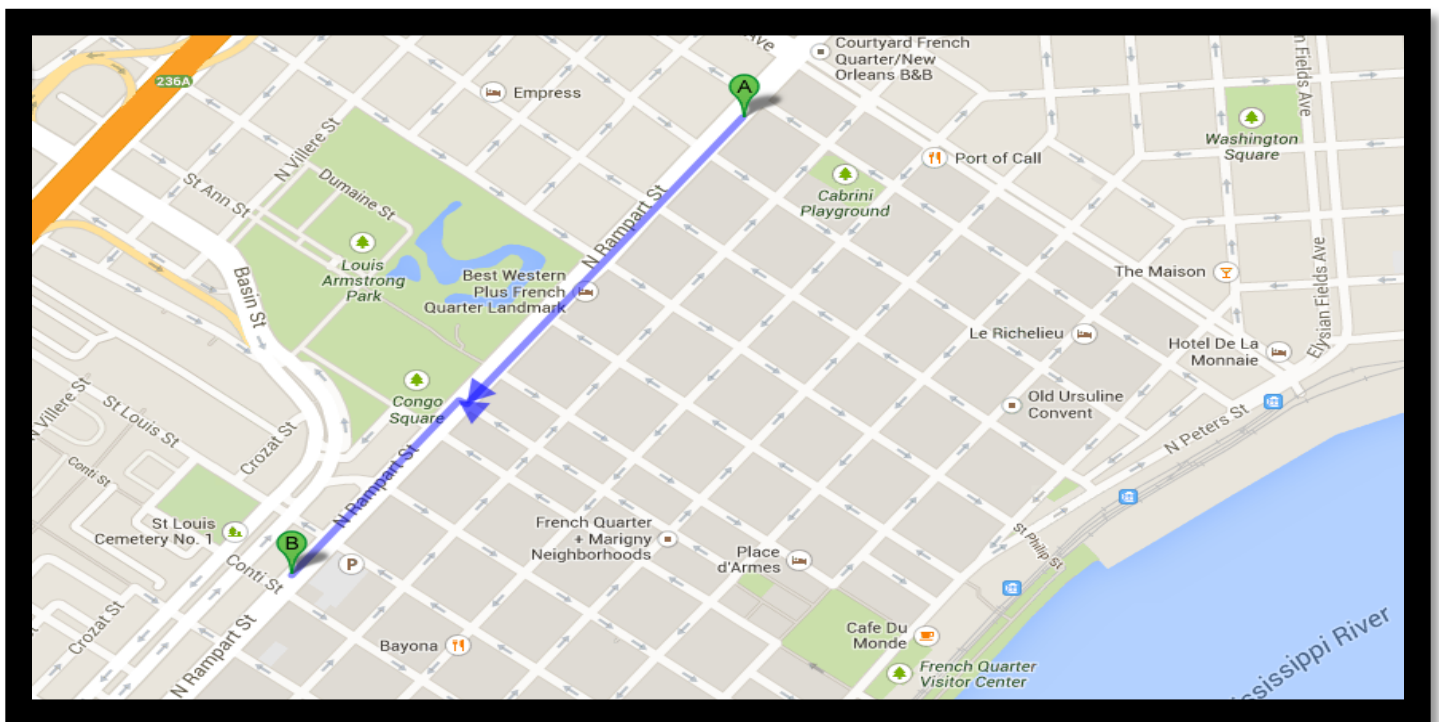 Ave
Courtyard French
Quarter/New
Orleans B&B
n Fields Ave
236A
Empress
A
Washington
Square
Port of Call
N Villere St
Dumaine St
St Ann St
Cabrini
Playground
N Rampart St
Louis
Armstrong
Park
Best Western
Plus French
Quarter Landmark
The Maison
Basin St
Elysian Fields Ave
Le Richelieu
Hotel De La
Monnaie
Congo
Square
Old Ursuline
Convent
N Villere St
St Louis St
Crozat St
N Peters St
Conti St
N Rampart St
St Louis
Cemetery No. 1
B
P
French Quarter
+ Marigny
Neighborhoods
Place
d'Armes
St Philip St
Conti St
Crozat St
N Rampart St
Bayona
Cafe Du
Monde
French Quarter
Visitor Center
ississippi River